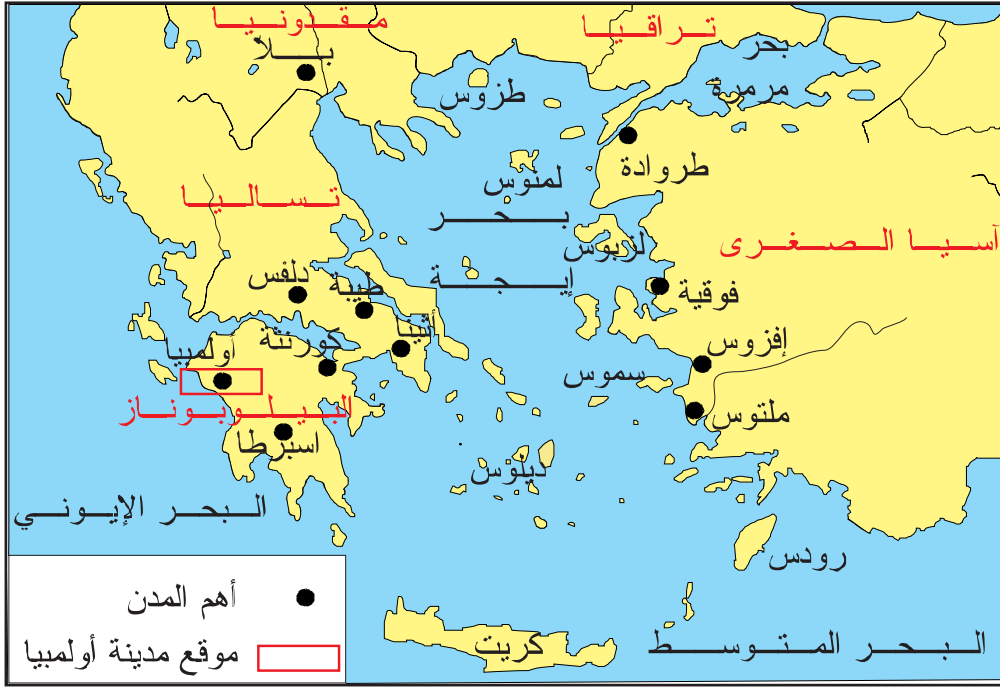 مقدونيا
تراقيا
بلا
بحر
مرمرة
طزوس
طروادة
لمنوس
تساليا
بحر
إيجة
لزبوس
آسيا الصغرى
دلفس
طيبة
فوقية
أثينا
كورنثة
أولمبيا
إفزوس
سموس
البيلوبوناز
ملتوس
اسبرطا
ديلوس
البحر الإيوني
رودس
كريت
البحر المتوسط
أهم المدن
موقع مدينة أولمبيا